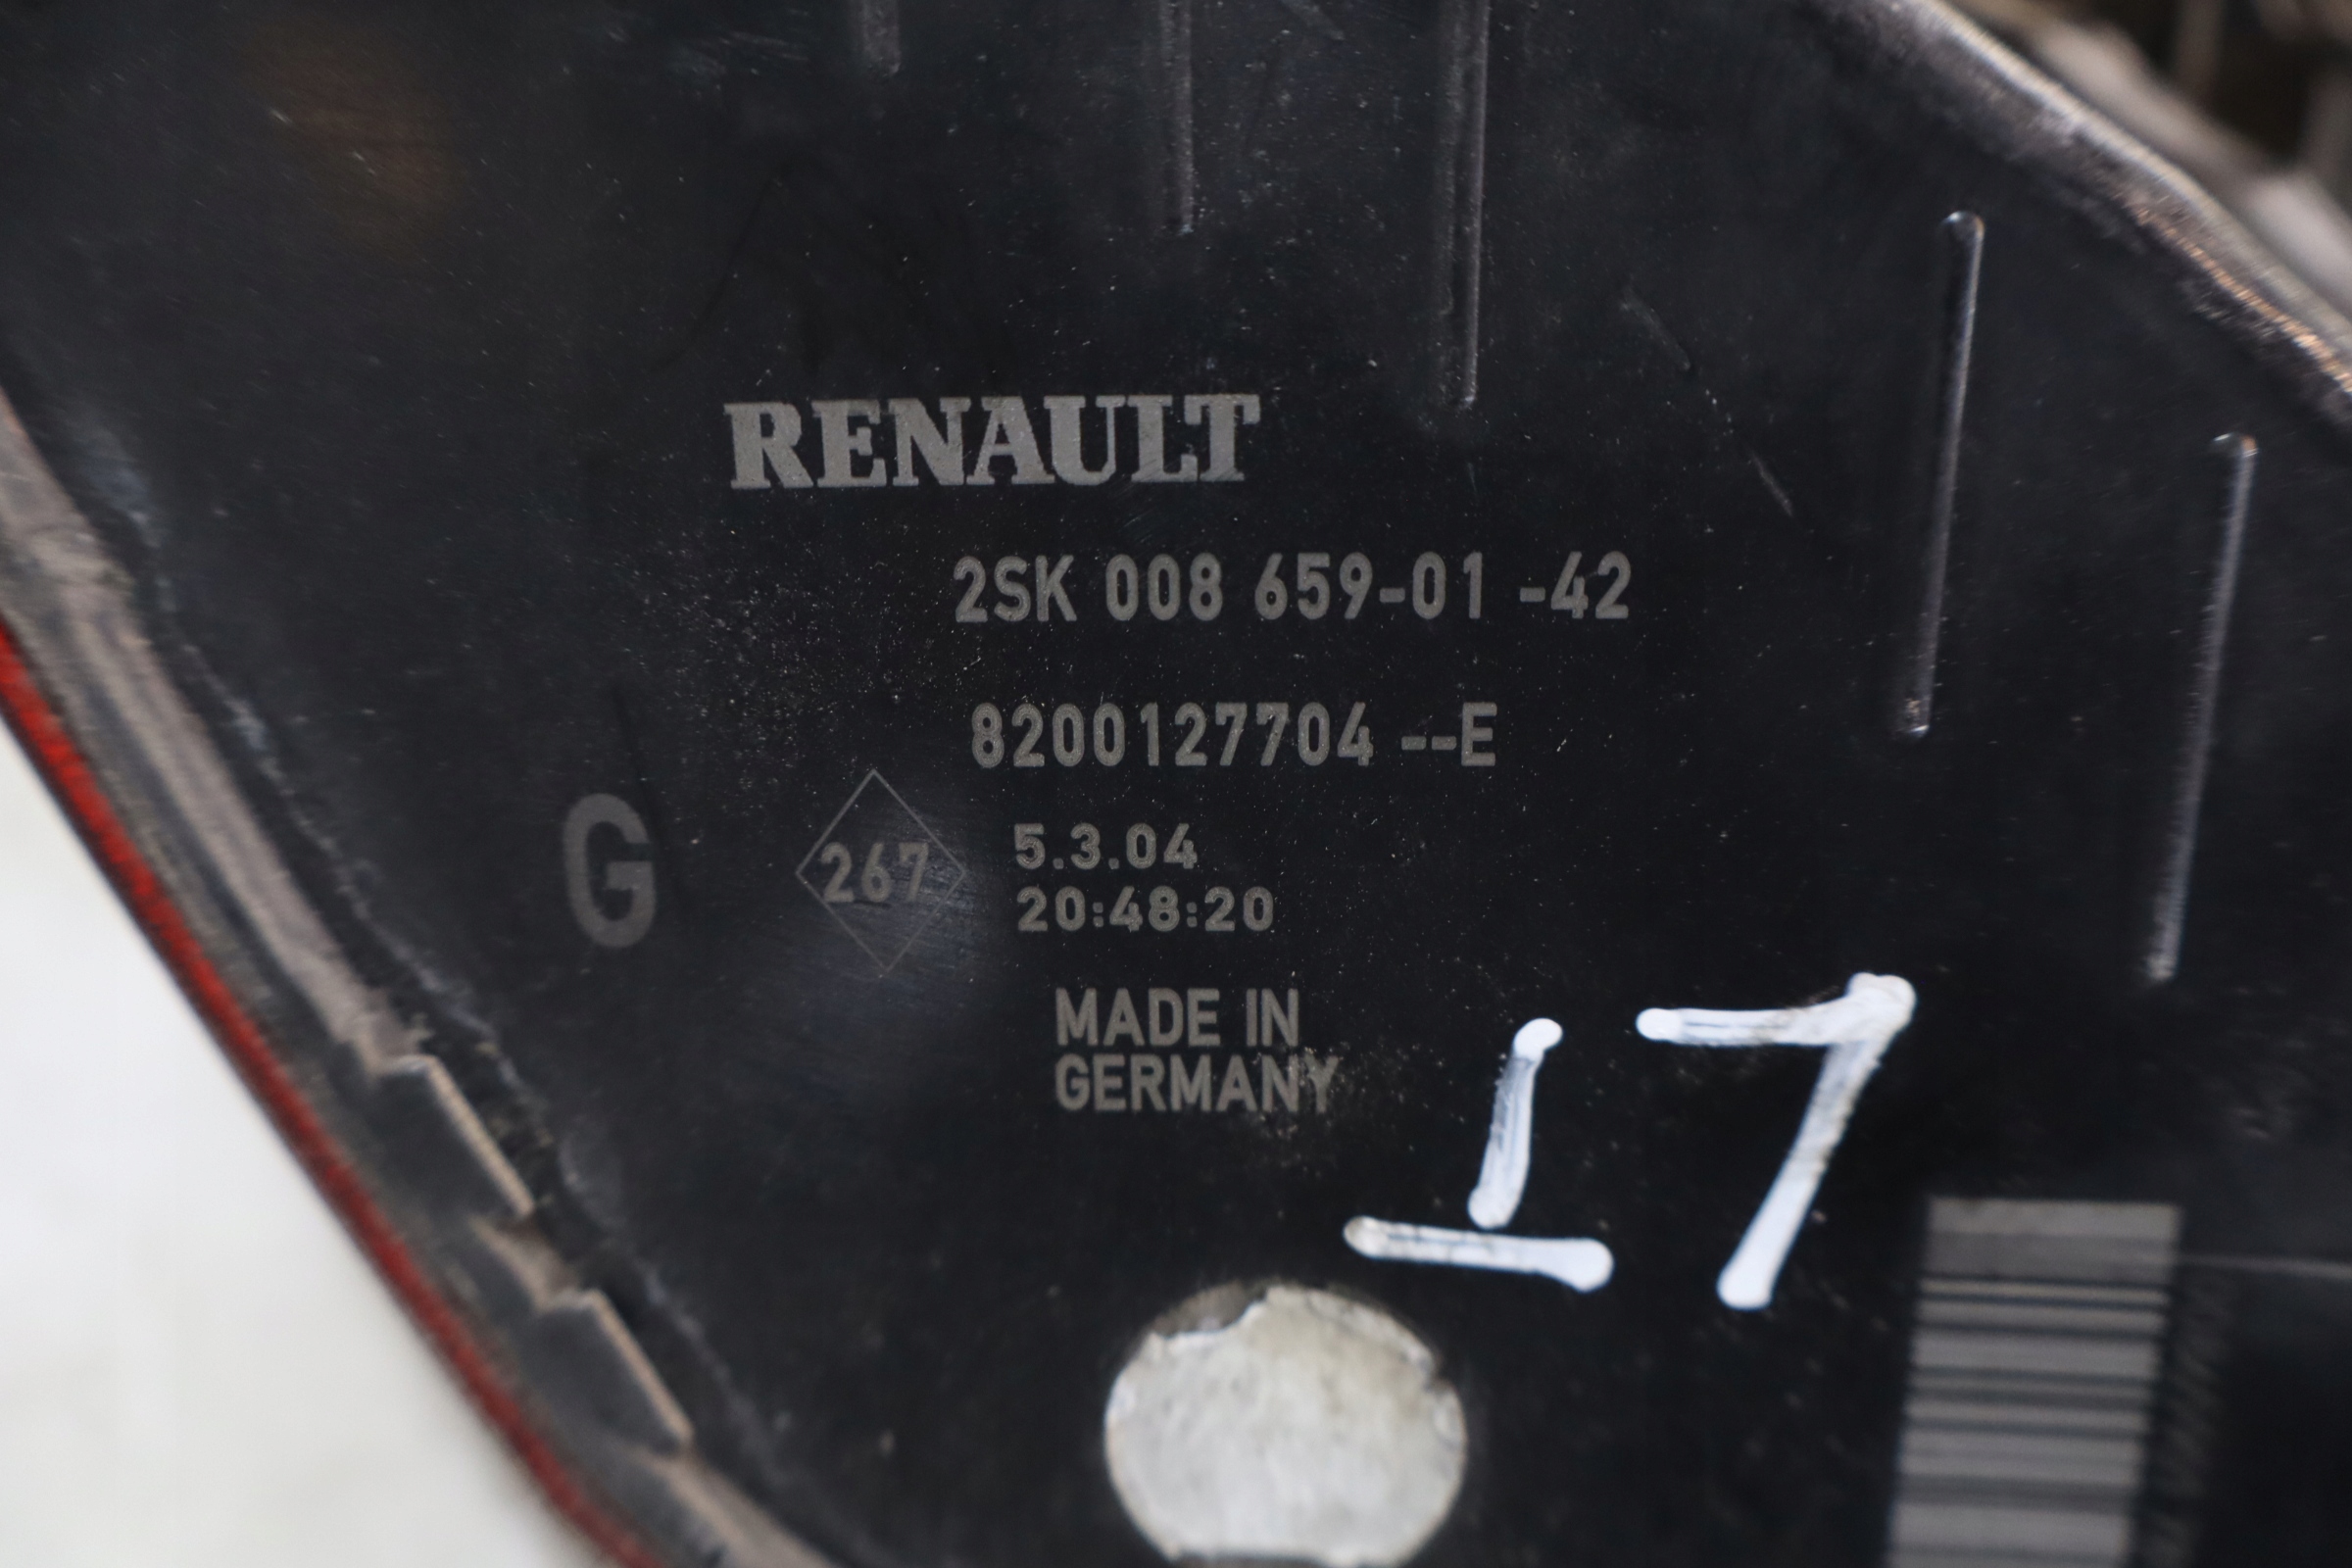 RENAULT
2SK 008 659-01 -42
8200127704 --E
G
267
5.3.04
20:48:20
MADE IN
GERMANY
17